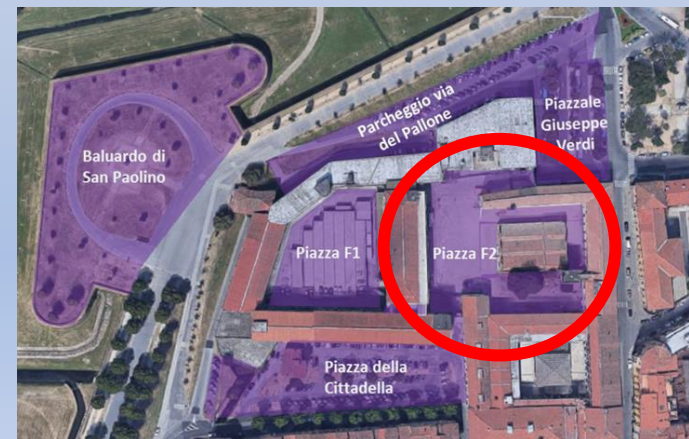 Parcheggio via
del Pallone
Piazzale
Giuseppe
Verdi
Baluardo di
San Paolino
Piazza F1
Piazza F2
Piazza della
Cittadella